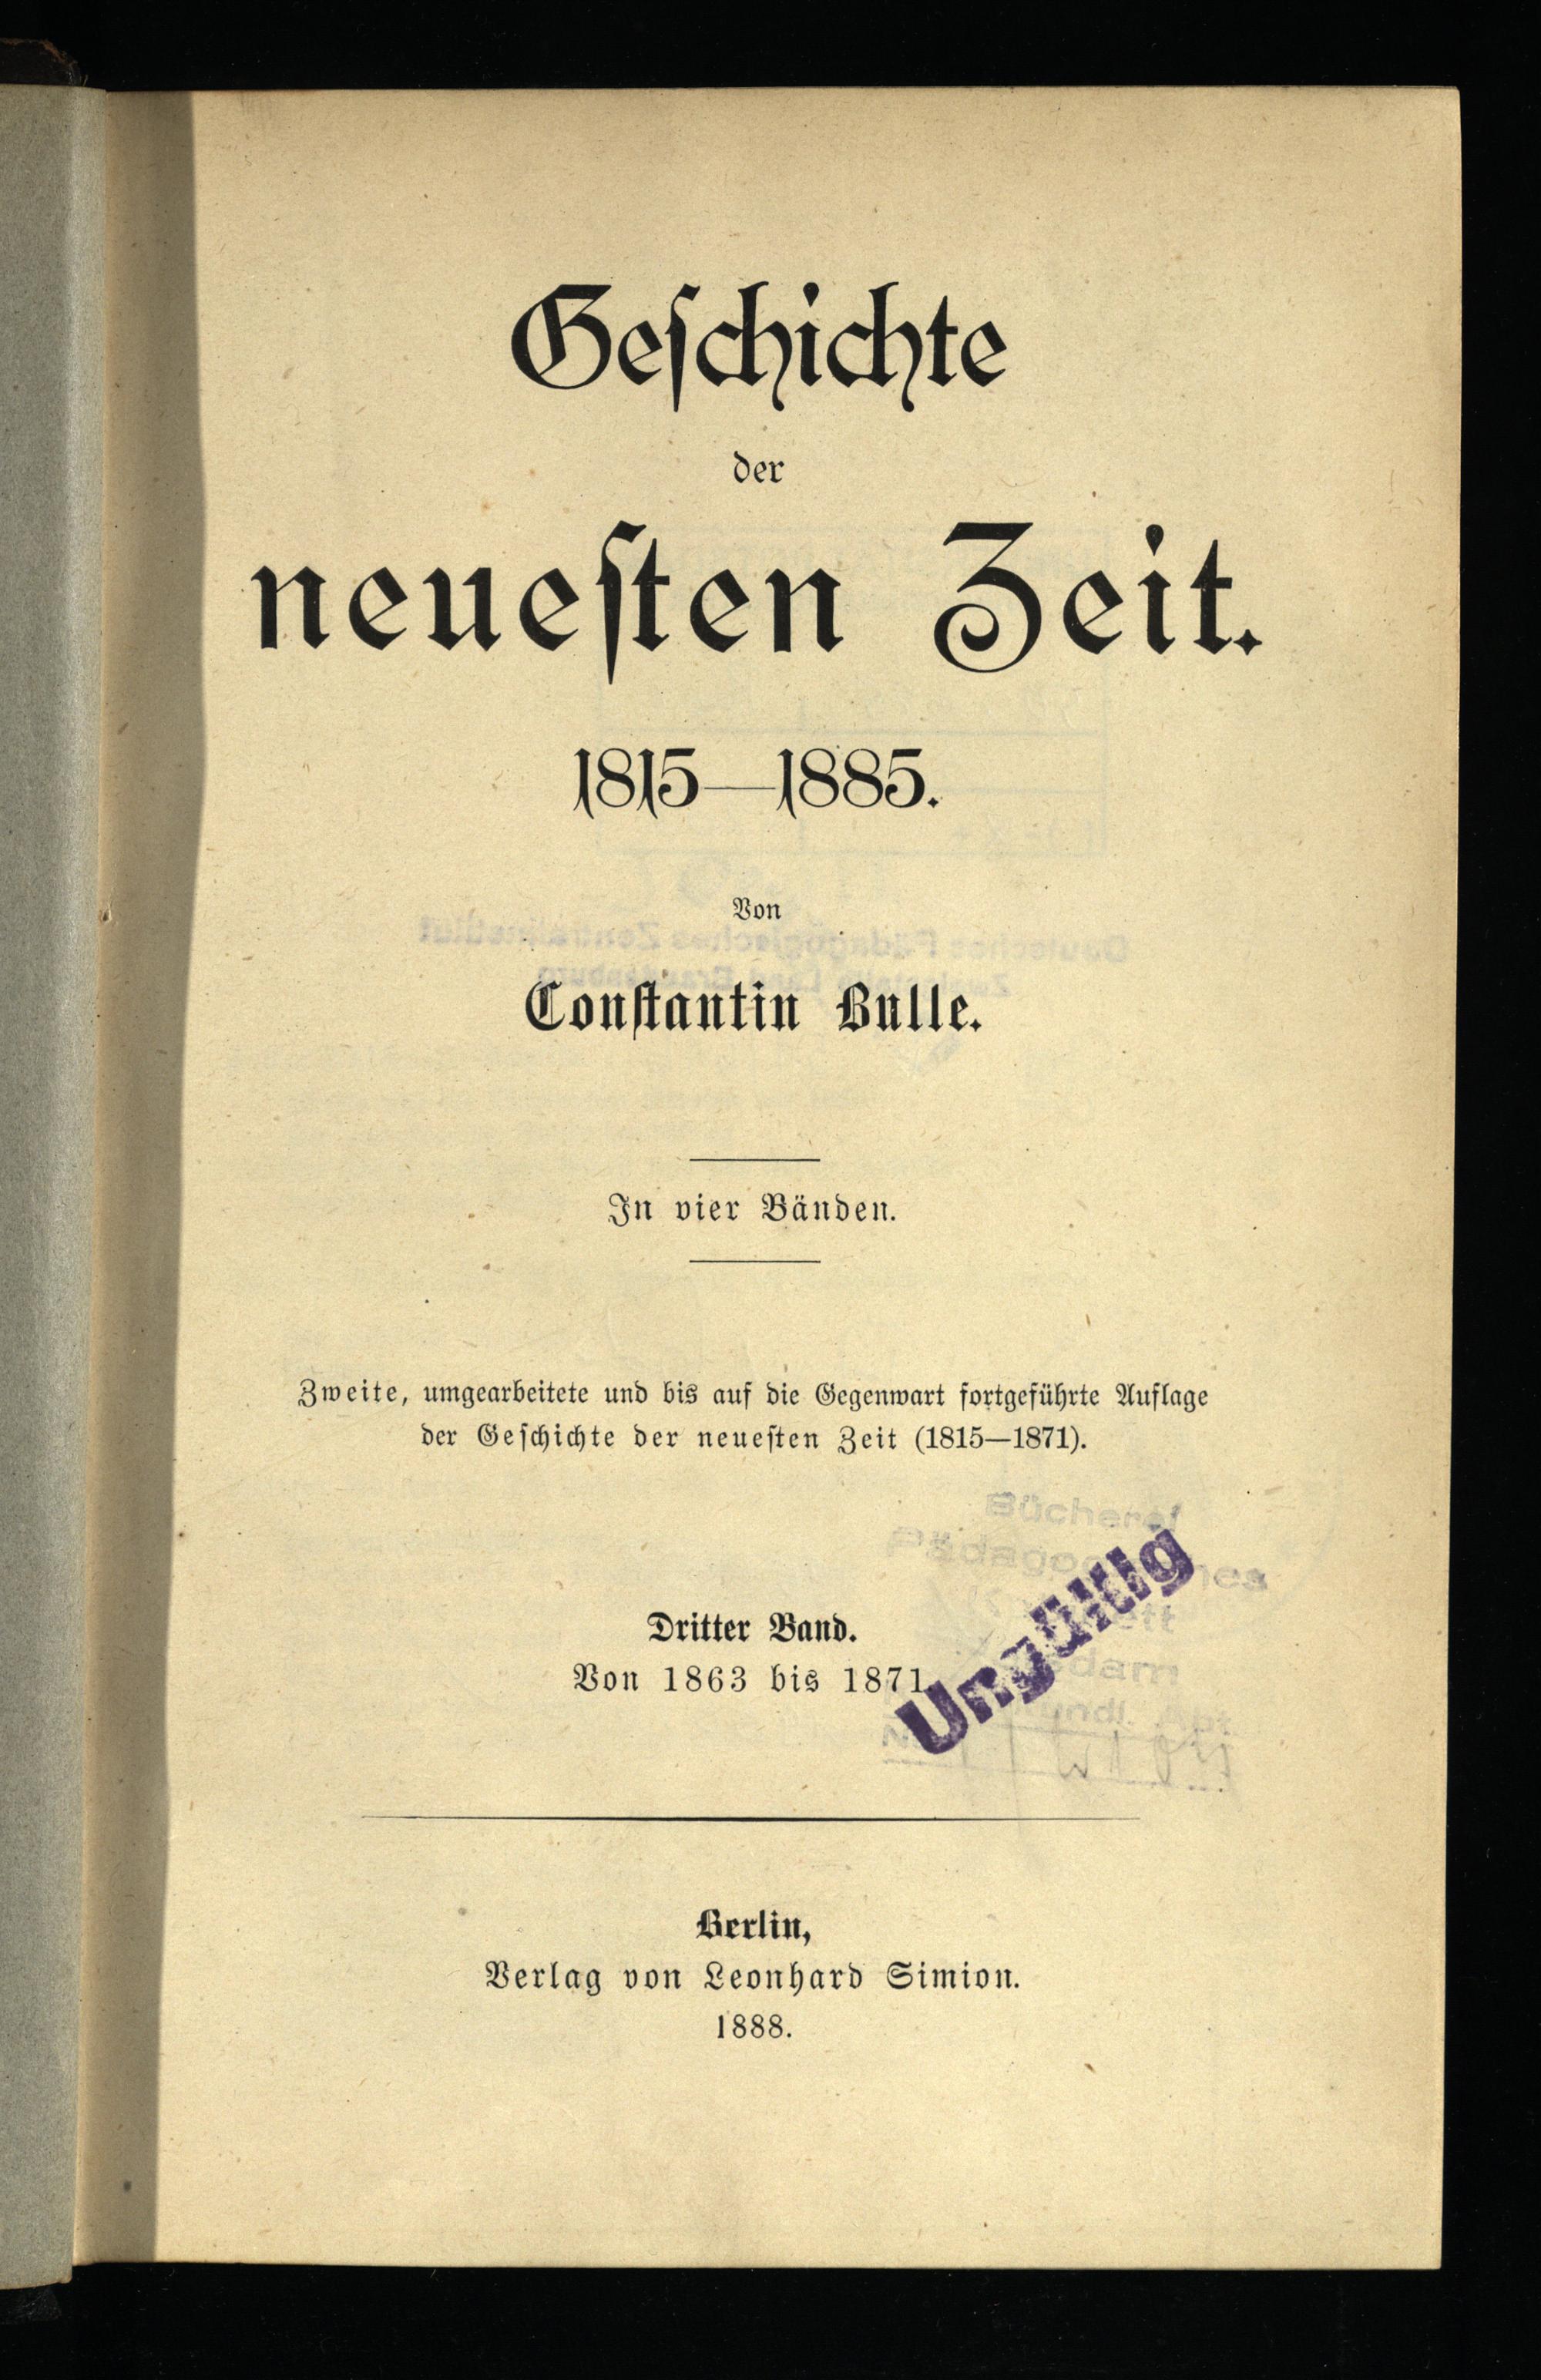 Geſchichte
der
neueſten Zeit.
1815—1885.
Von
Conſtantin Bulle.
In vier Bänden.
Zweite, umgearbeitete und bis auf die Gegenwart fortgeführte Auflage
der Geſchichte der neueſten Zeit (1815—1871).
Bücherei
Ungültig
Dritter Band.
Von 1863 bis 1871.
Berlin,
Verlag von Leonhard Simion.
1888.